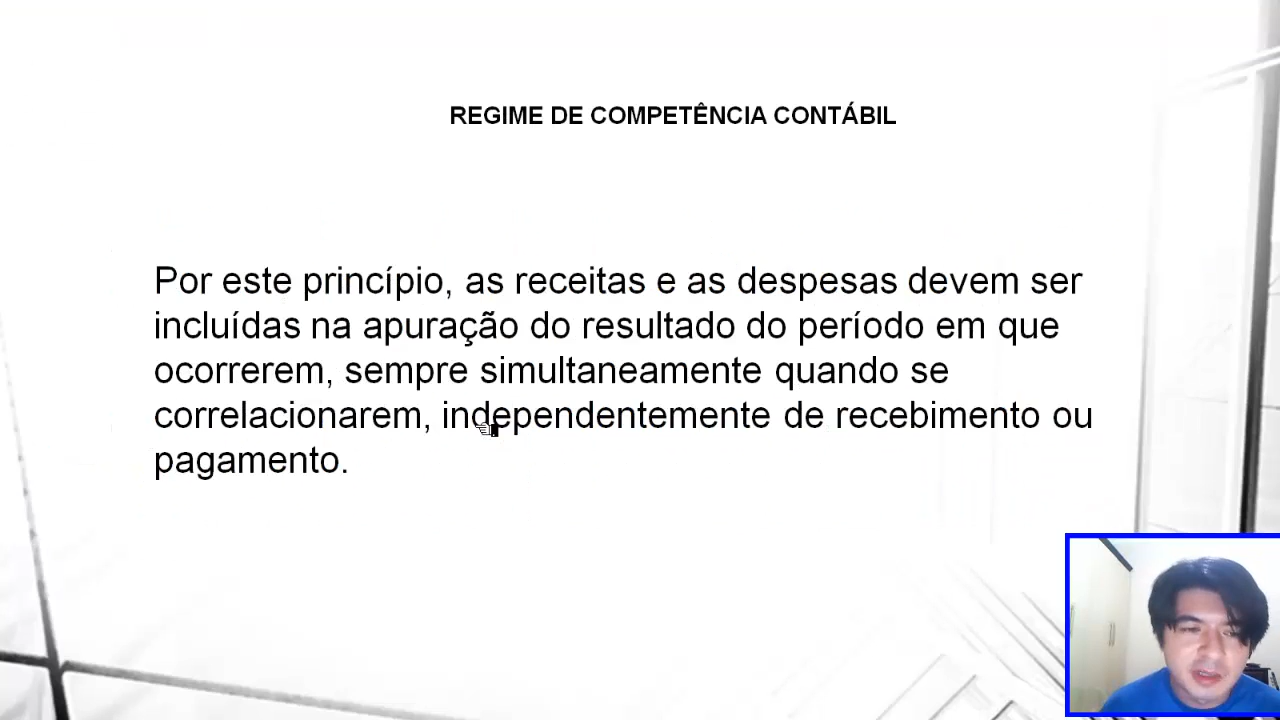 REGIME DE COMPETÊNCIA CONTÁBIL
Por este princípio, as receitas e as despesas devem ser
incluídas na apuração do resultado do período em que
ocorrerem, sempre simultaneamente quando se
correlacionarem, independentemente de recebimento ou
pagamento.